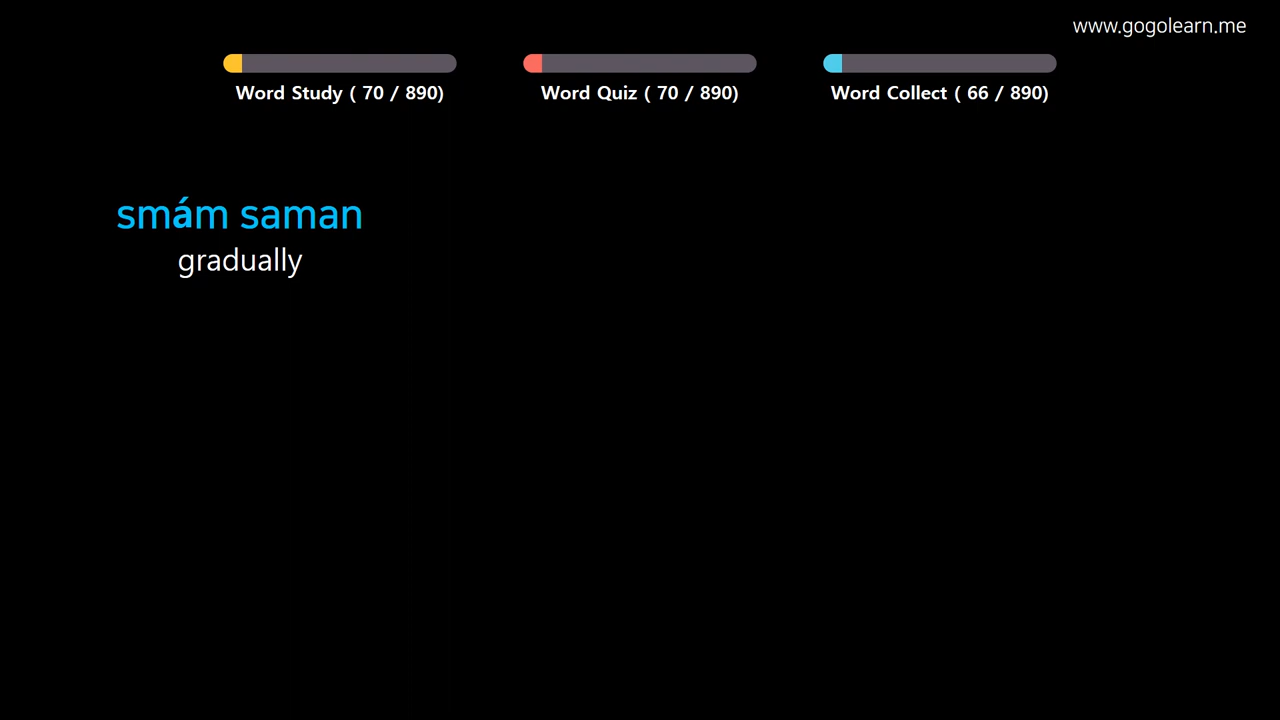 www.gogolearn.me
Word Study ( 70 / 890)
Word Quiz ( 70 / 890)
Word Collect ( 66 / 890)
smám saman
gradually